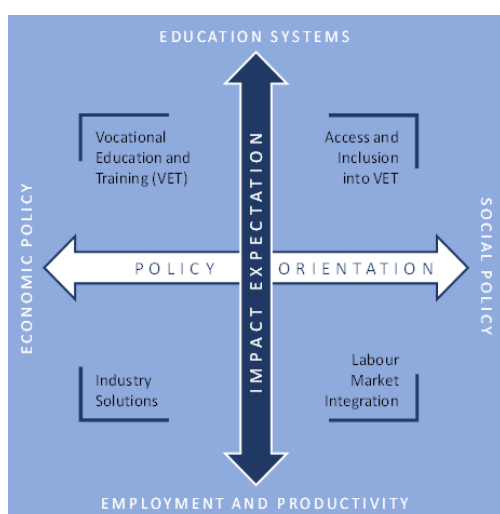 EDUCATION SYSTEMS
Vocational
Education and
Training (VET)
Access and
Inclusion
into VET
ECONOMIC POLICY
POLICY ORIENTATION
IMPACT EXPECTATION
SOCIAL POLICY
Industry
Solutions
Labour
Market
Integration
EMPLOYMENT AND PRODUCTIVITY